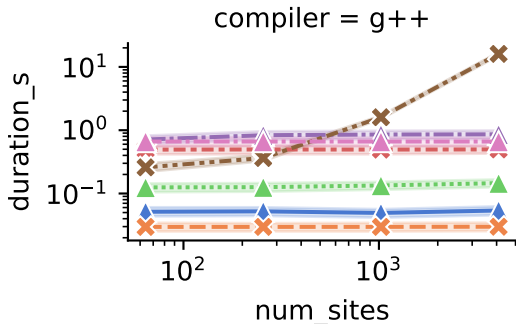 compiler = g++
duration_s
10¹
10⁰
10⁻¹
10²
10³
num_sites